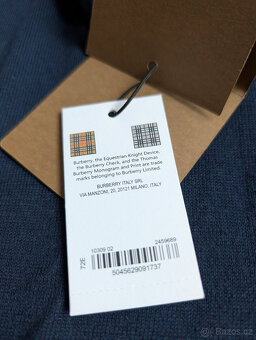 Burberry, the Equestrian Knight Device,
the Burberry Check, and the Thomas
Burberry Monogram and Print are trade
marks belonging to Burberry Limited.
BURBERRY ITALY SRL
VIA MANZONI, 20, 20121 MILANO, ITALY
72E
10309 02
2459689
5045629091737
Bazos.cz